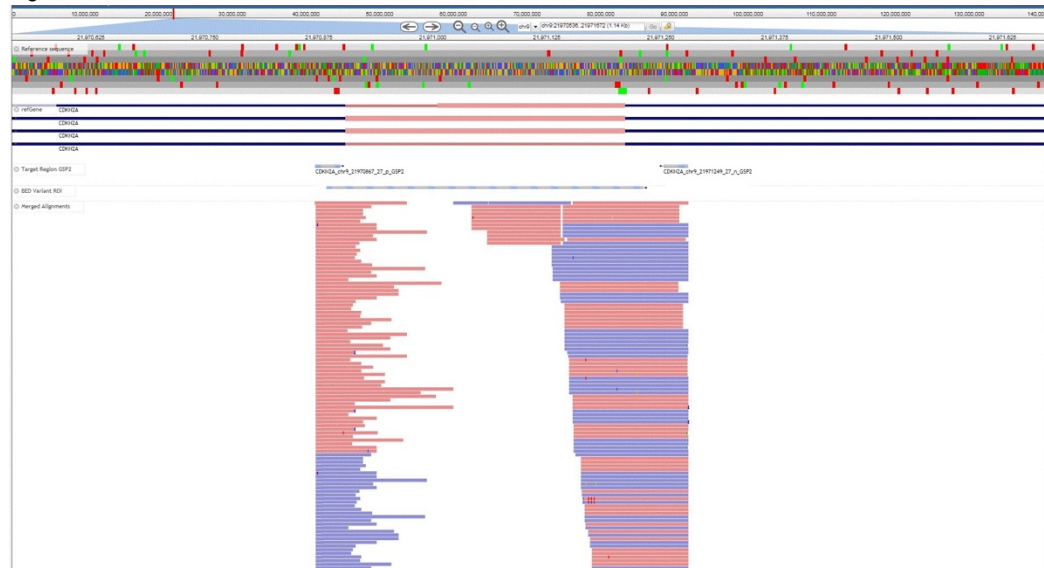 0 10,000,000 20,000,000 30,000,000 40,000,000 50,000,000 60,000,000 70,000,000 80,000,000 90,000,000 100,000,000 110,000,000 120,000,000 130,000,000 140,00
chr9 chr9:21970536..21971672 (1.14 Kb) Go
21,970,625 21,970,750 21,970,875 21,971,000 21,971,125 21,971,250 21,971,375 21,971,500 21,971,625
Reference sequence
refGene CDKN2A
CDKN2A
CDKN2A
CDKN2A
Target Region GSP2
CDKN2A_chr9_21970867_27_p_GSP2 CDKN2A_chr9_21971249_27_n_GSP2
BED Variant ROI
Merged Alignments